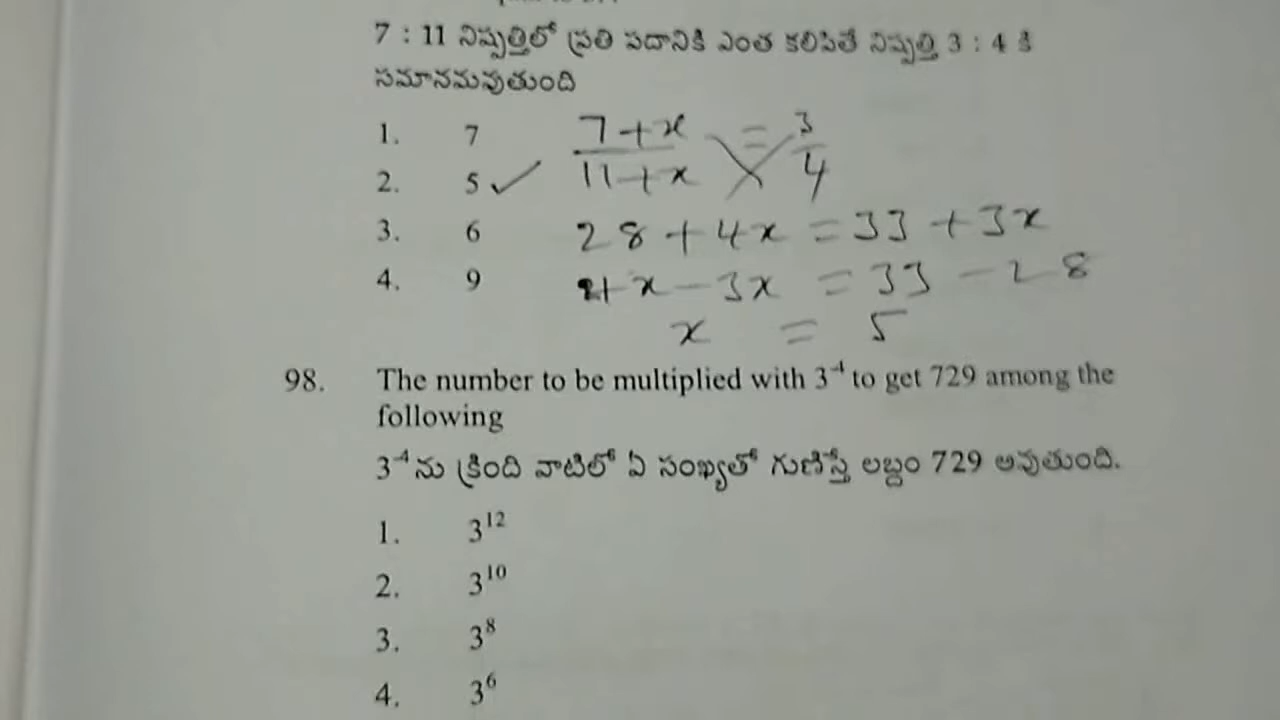 7 : 11 నిష్పత్తిలో ప్రతి పదానికి ఎంత కలిపితే నిష్పత్తి 3 : 4 కి
సమానమవుతుంది
1. 7
2. 5 ✓
3. 6
4. 9
7+x / 11+x = 3/4
28 + 4x = 33 + 3x
4x - 3x = 33 - 28
x = 5
98. The number to be multiplied with 3⁻⁴ to get 729 among the
following
3⁻⁴ ను క్రింది వాటిలో ఏ సంఖ్యతో గుణిస్తే లబ్దం 729 అవుతుంది.
1. 3¹²
2. 3¹⁰
3. 3⁸
4. 3⁶